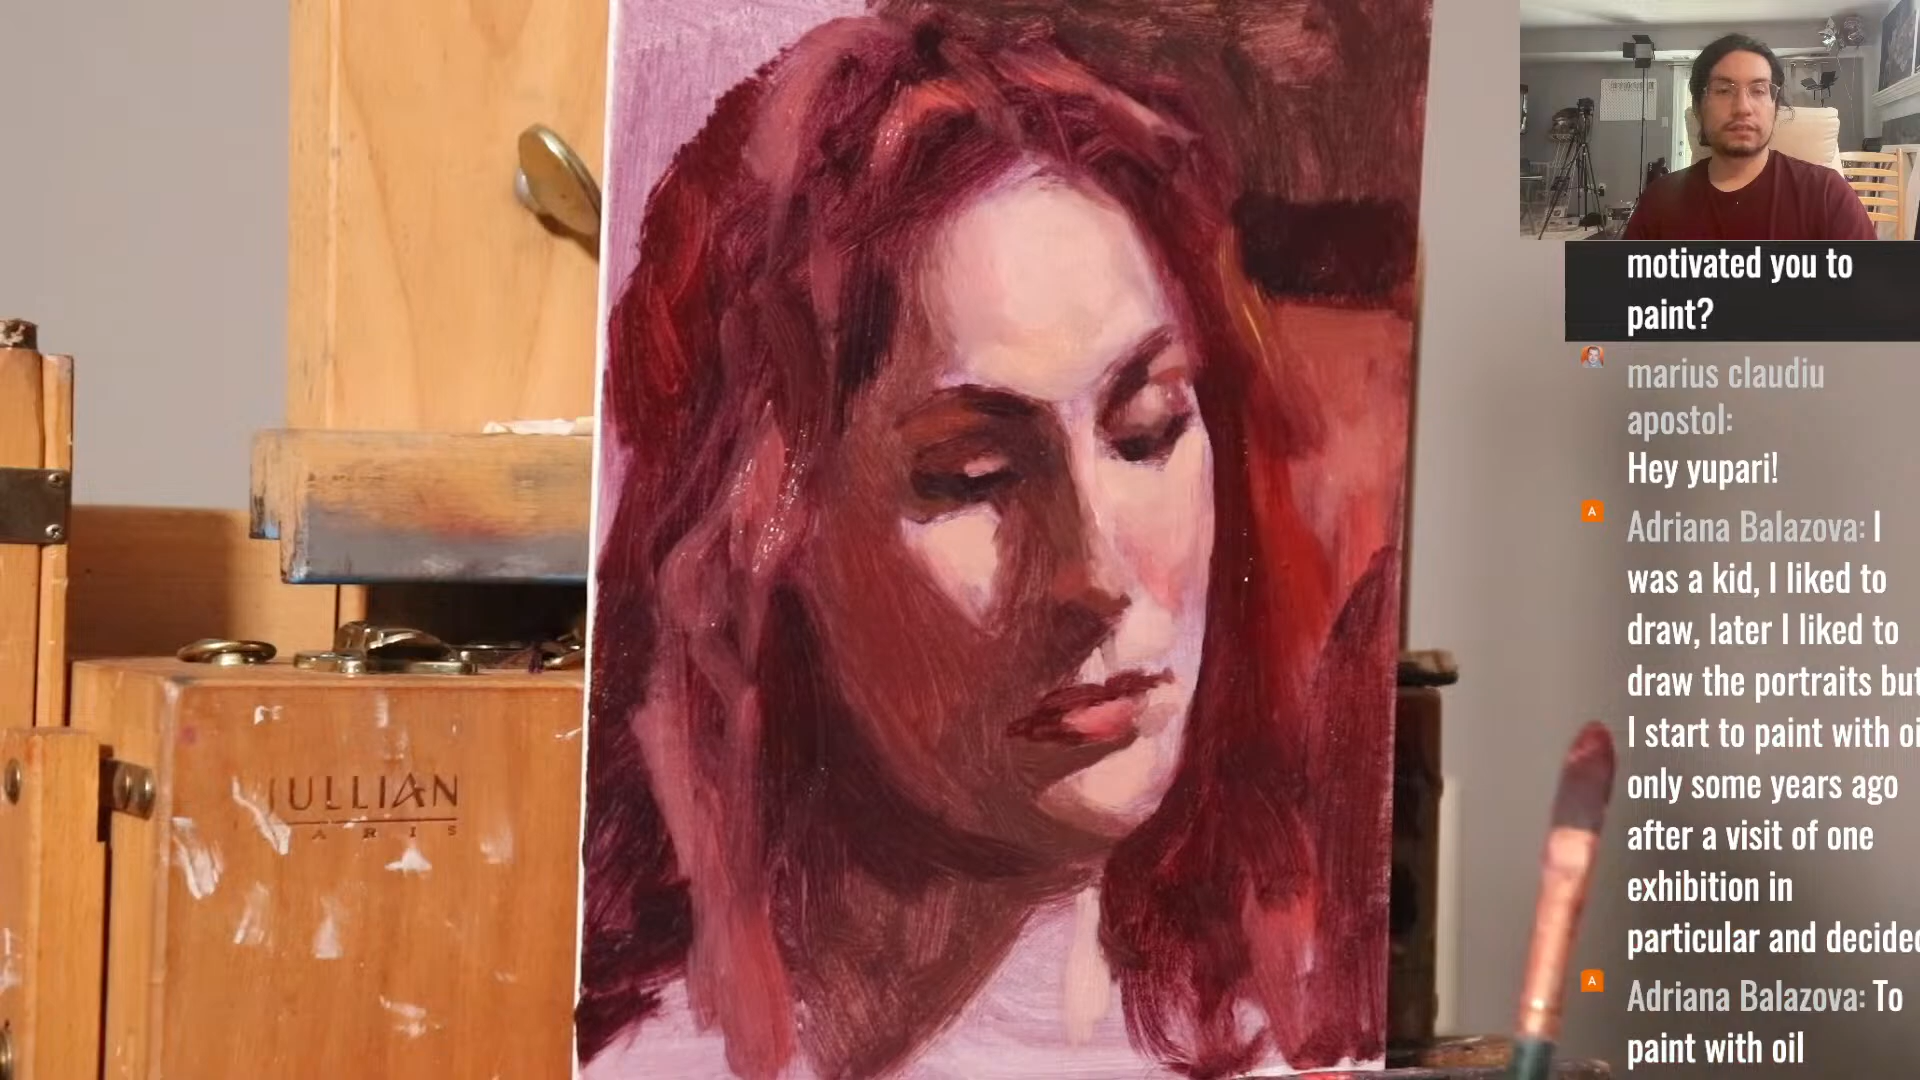 motivated you to
paint?
marius claudiu
apostol:
Hey yupari!
A
Adriana Balazova: I
was a kid, I liked to
draw, later I liked to
draw the portraits but
I start to paint with oi
only some years ago
after a visit of one
exhibition in
particular and decided
A
Adriana Balazova: To
paint with oil
JULLIAN
PARIS